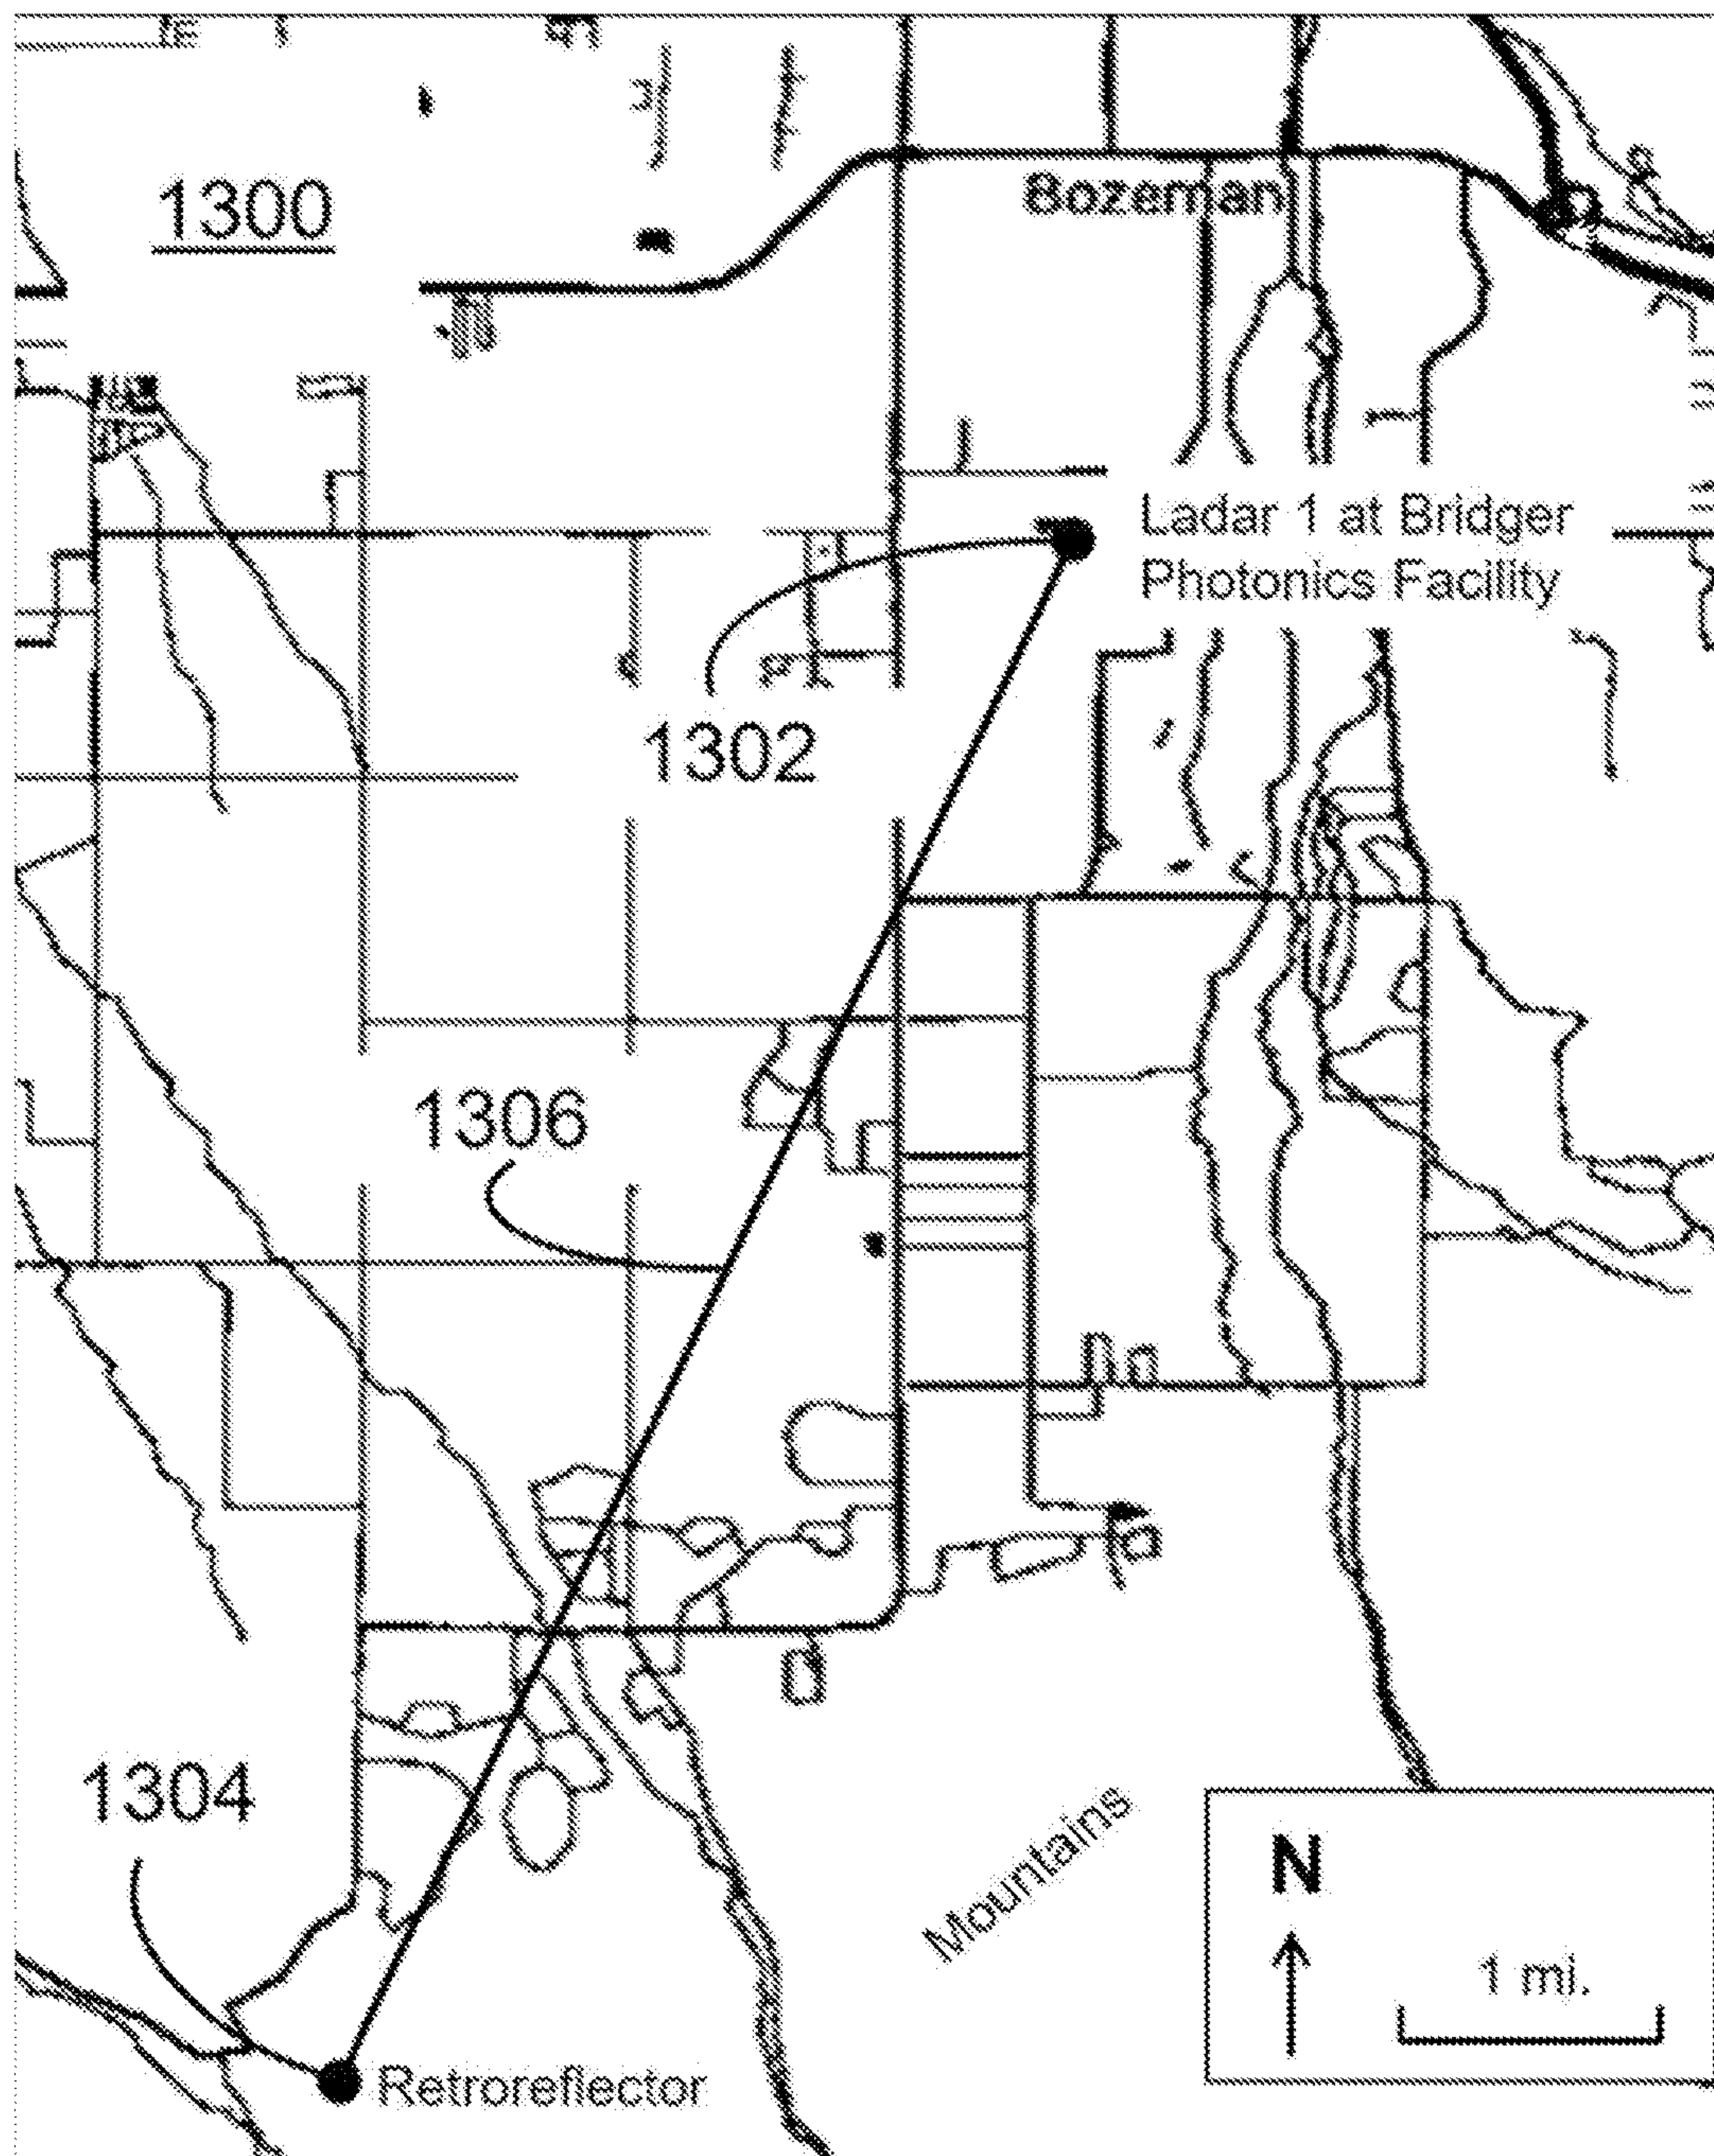 1300
Bozeman
Ladar 1 at Bridger
Photonics Facility
1302
1306
1304
Mountains
N
1 mi.
Retroreflector